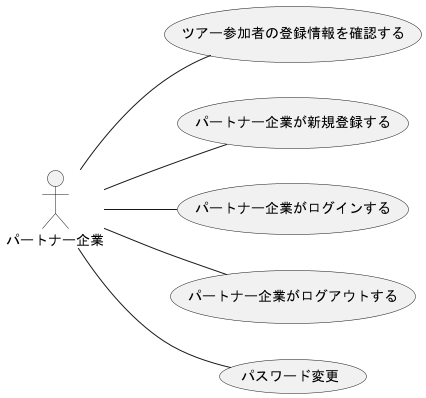 ツアー参加者の登録情報を確認する
パートナー企業が新規登録する
パートナー企業がログインする
パートナー企業
パートナー企業がログアウトする
パスワード変更